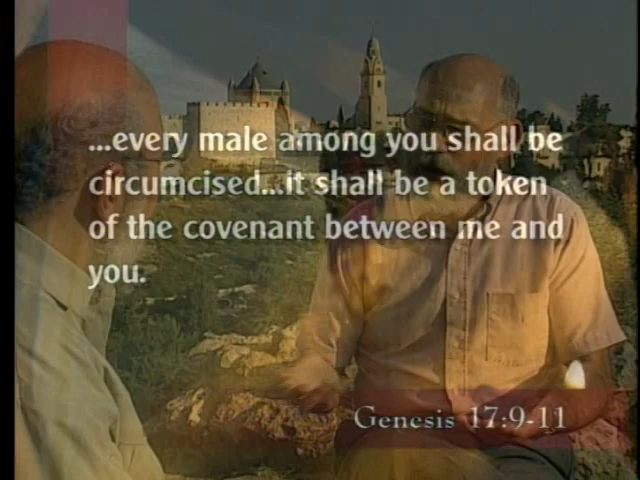 ...every male among you shall be
circumcised...it shall be a token
of the covenant between me and
you.
Genesis 17:9-11